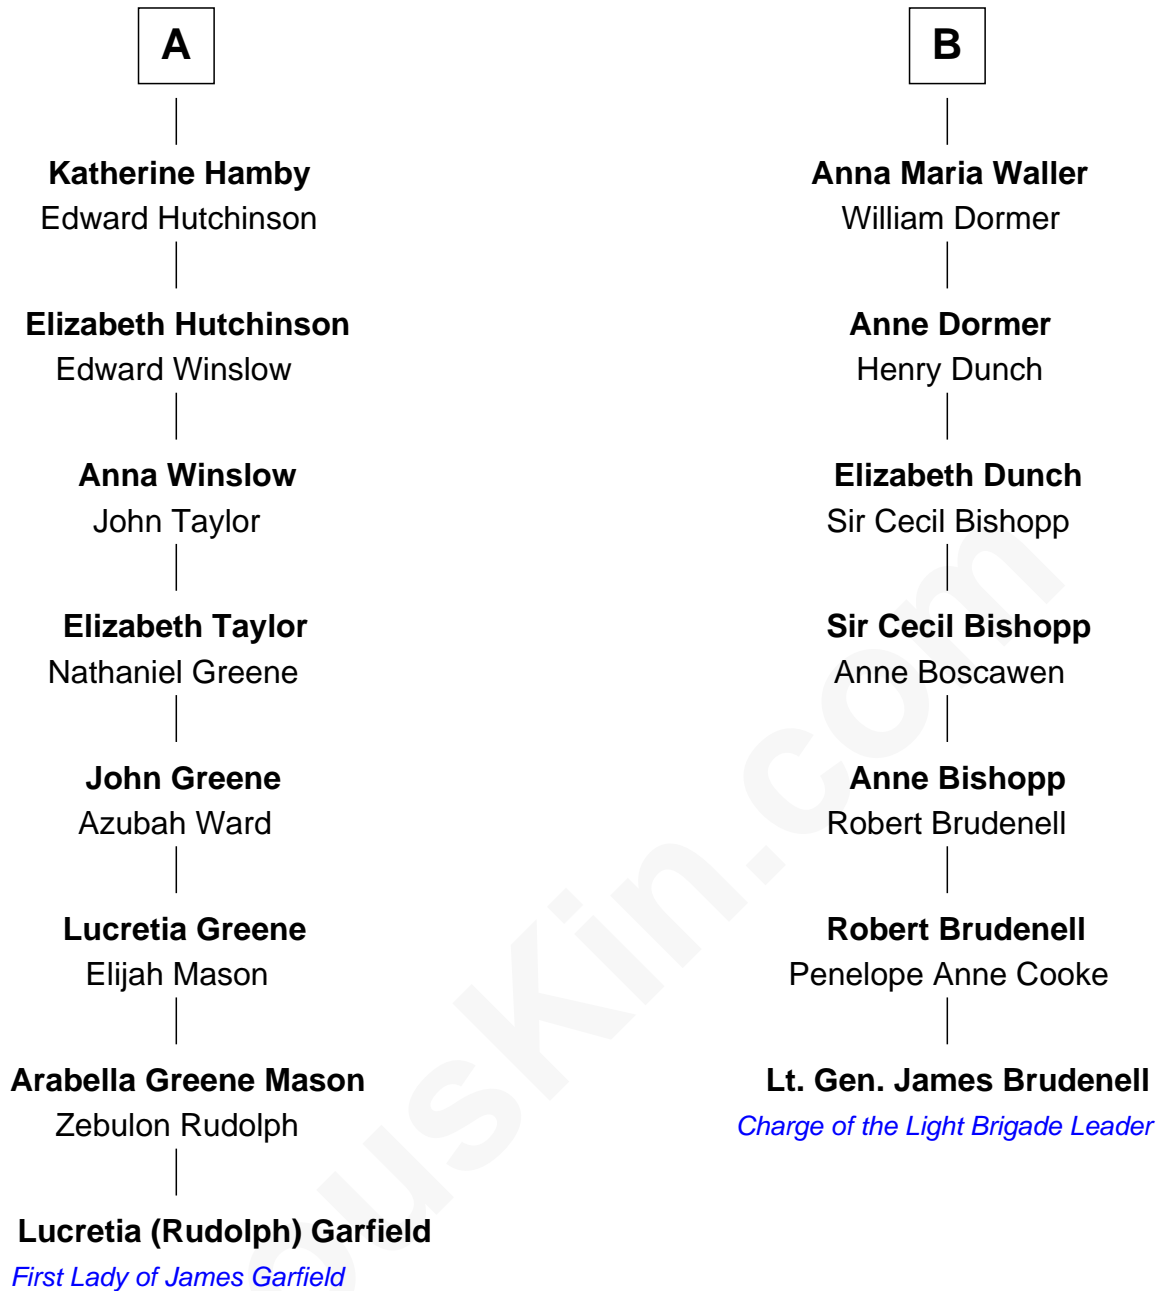 A
Katherine Hamby
Edward Hutchinson
Elizabeth Hutchinson
Edward Winslow
Anna Winslow
John Taylor
Elizabeth Taylor
Nathaniel Greene
John Greene
Azubah Ward
Lucretia Greene
Elijah Mason
Arabella Greene Mason
Zebulon Rudolph
Lucretia (Rudolph) Garfield
First Lady of James Garfield
B
Anna Maria Waller
William Dormer
Anne Dormer
Henry Dunch
Elizabeth Dunch
Sir Cecil Bishopp
Sir Cecil Bishopp
Anne Boscawen
Anne Bishopp
Robert Brudenell
Robert Brudenell
Penelope Anne Cooke
Lt. Gen. James Brudenell
Charge of the Light Brigade Leader
ousKin.com